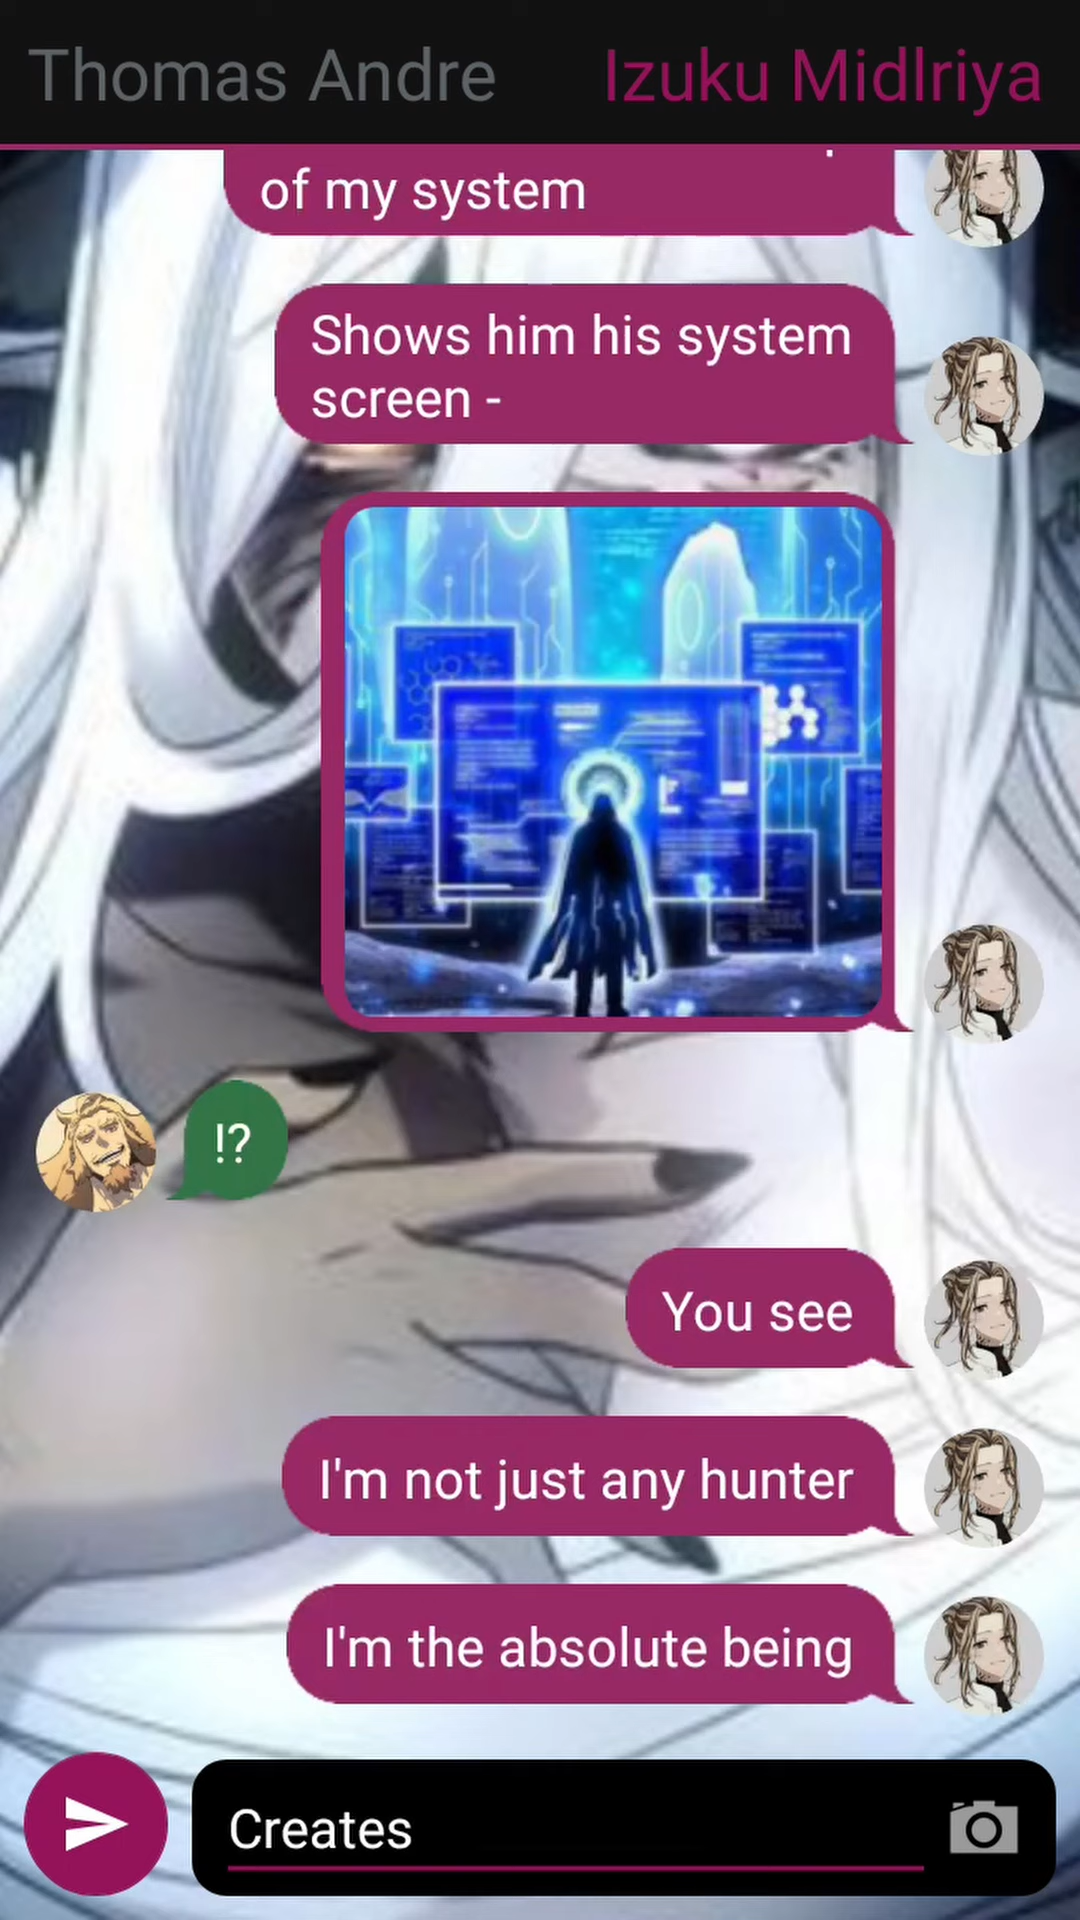 Thomas Andre
Izuku MidIriya
of my system
Shows him his system
screen -
!?
You see
I'm not just any hunter
I'm the absolute being
Creates